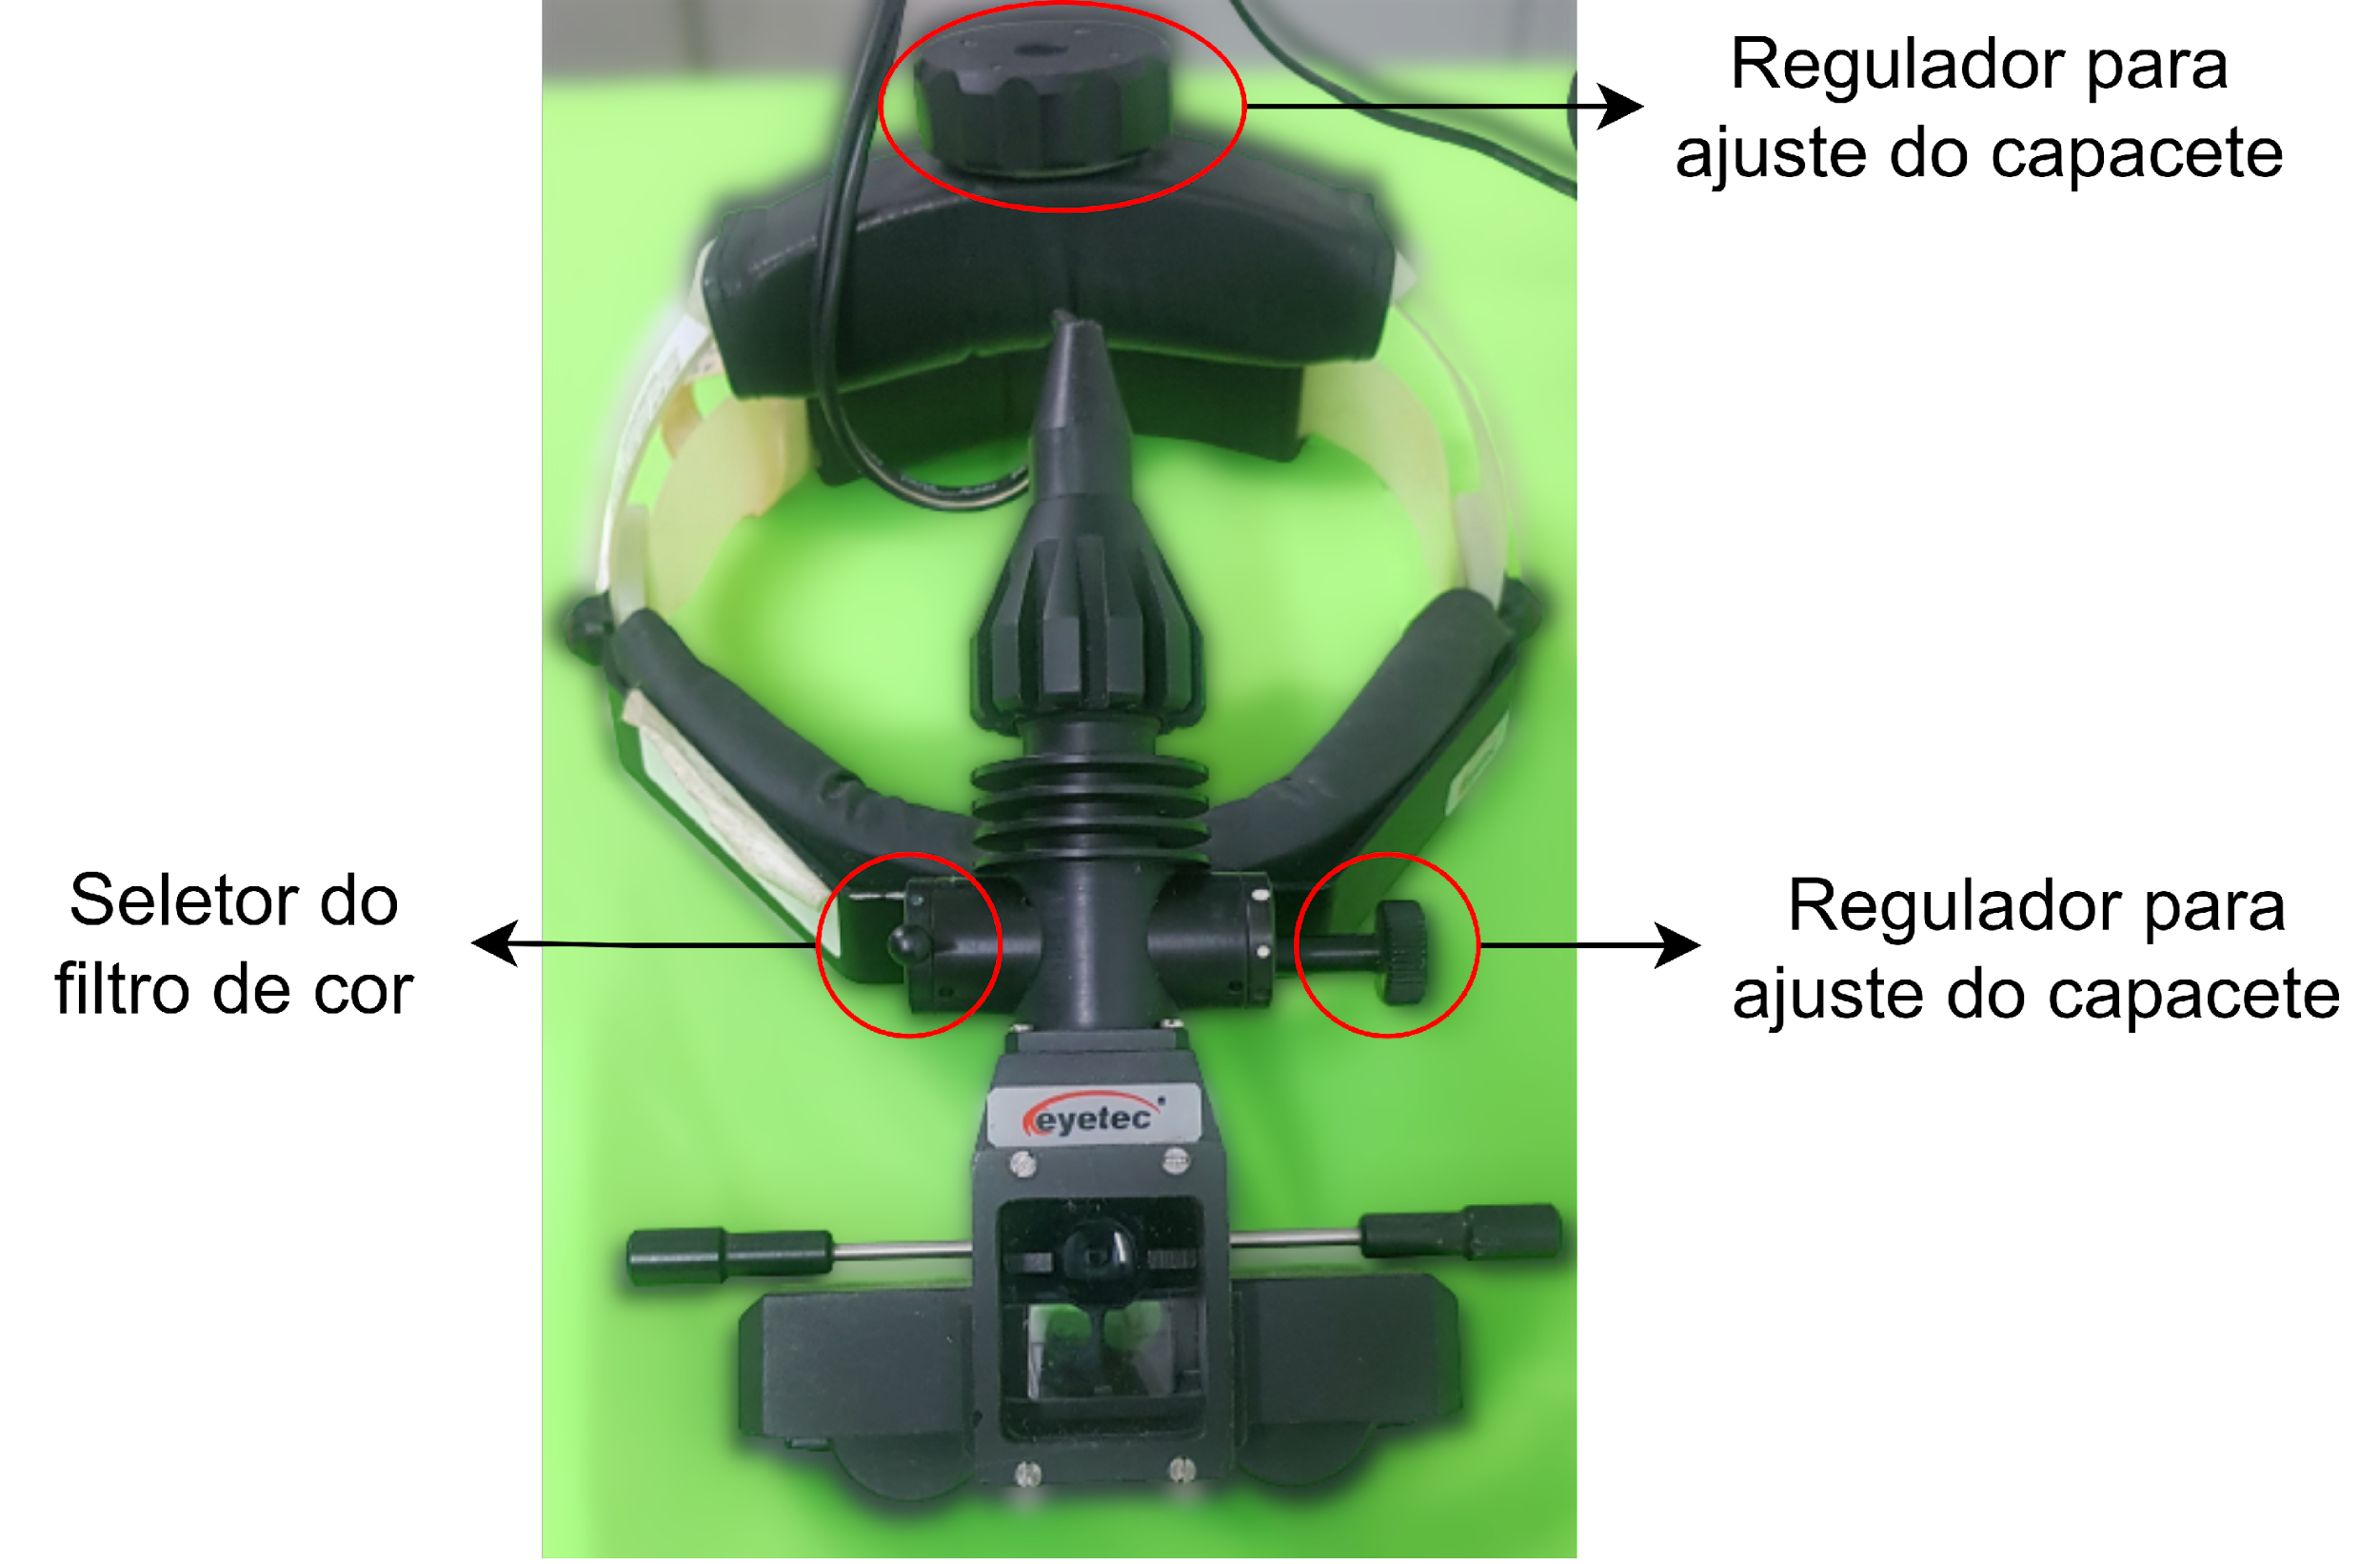 Regulador para
ajuste do capacete
Seletor do
filtro de cor
Regulador para
ajuste do capacete
eyetec